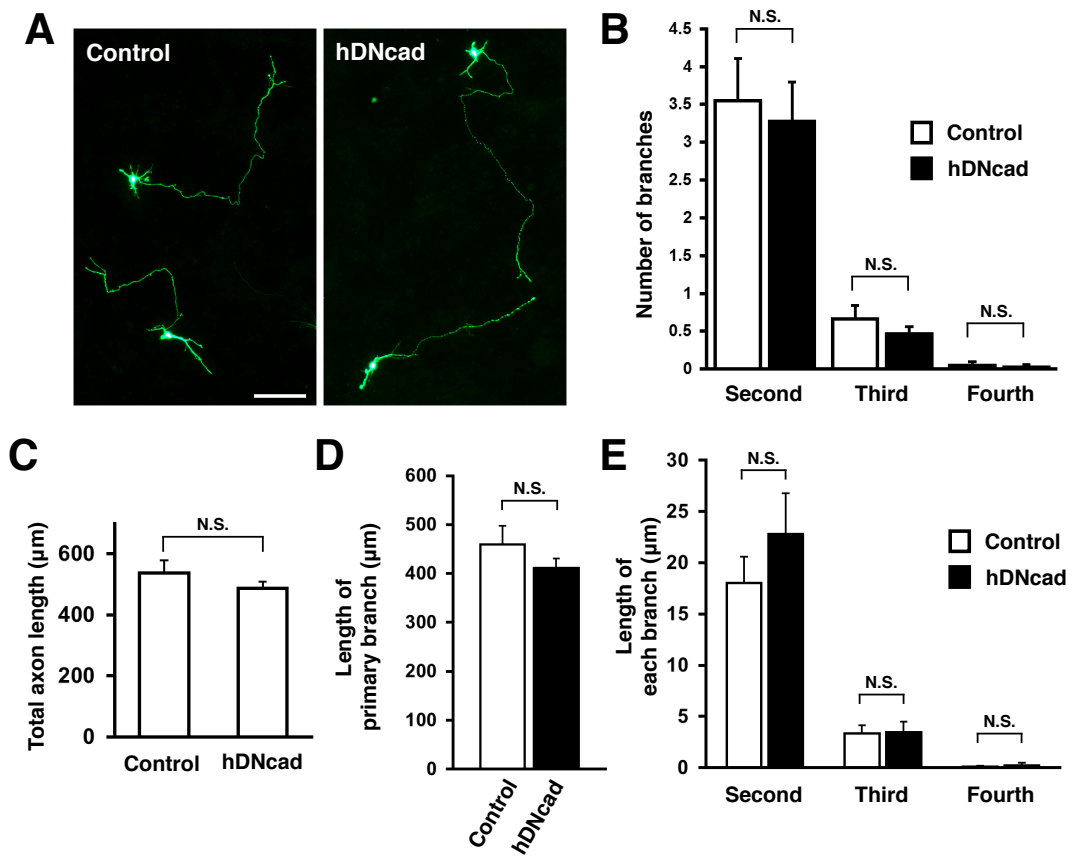 A
Control
hDNcad
B
N.S.
4.5
4
3.5
3
2.5
2
1.5
1
0.5
0
Number of branches
Control
hDNcad
N.S.
N.S.
Second
Third
Fourth
C
Total axon length (µm)
600
400
200
0
N.S.
Control
hDNcad
D
Length of
primary branch (µm)
600
500
400
300
200
100
0
N.S.
Control
hDNcad
E
Length of
each branch (µm)
30
25
20
15
10
5
0
N.S.
Control
hDNcad
N.S.
N.S.
Second
Third
Fourth